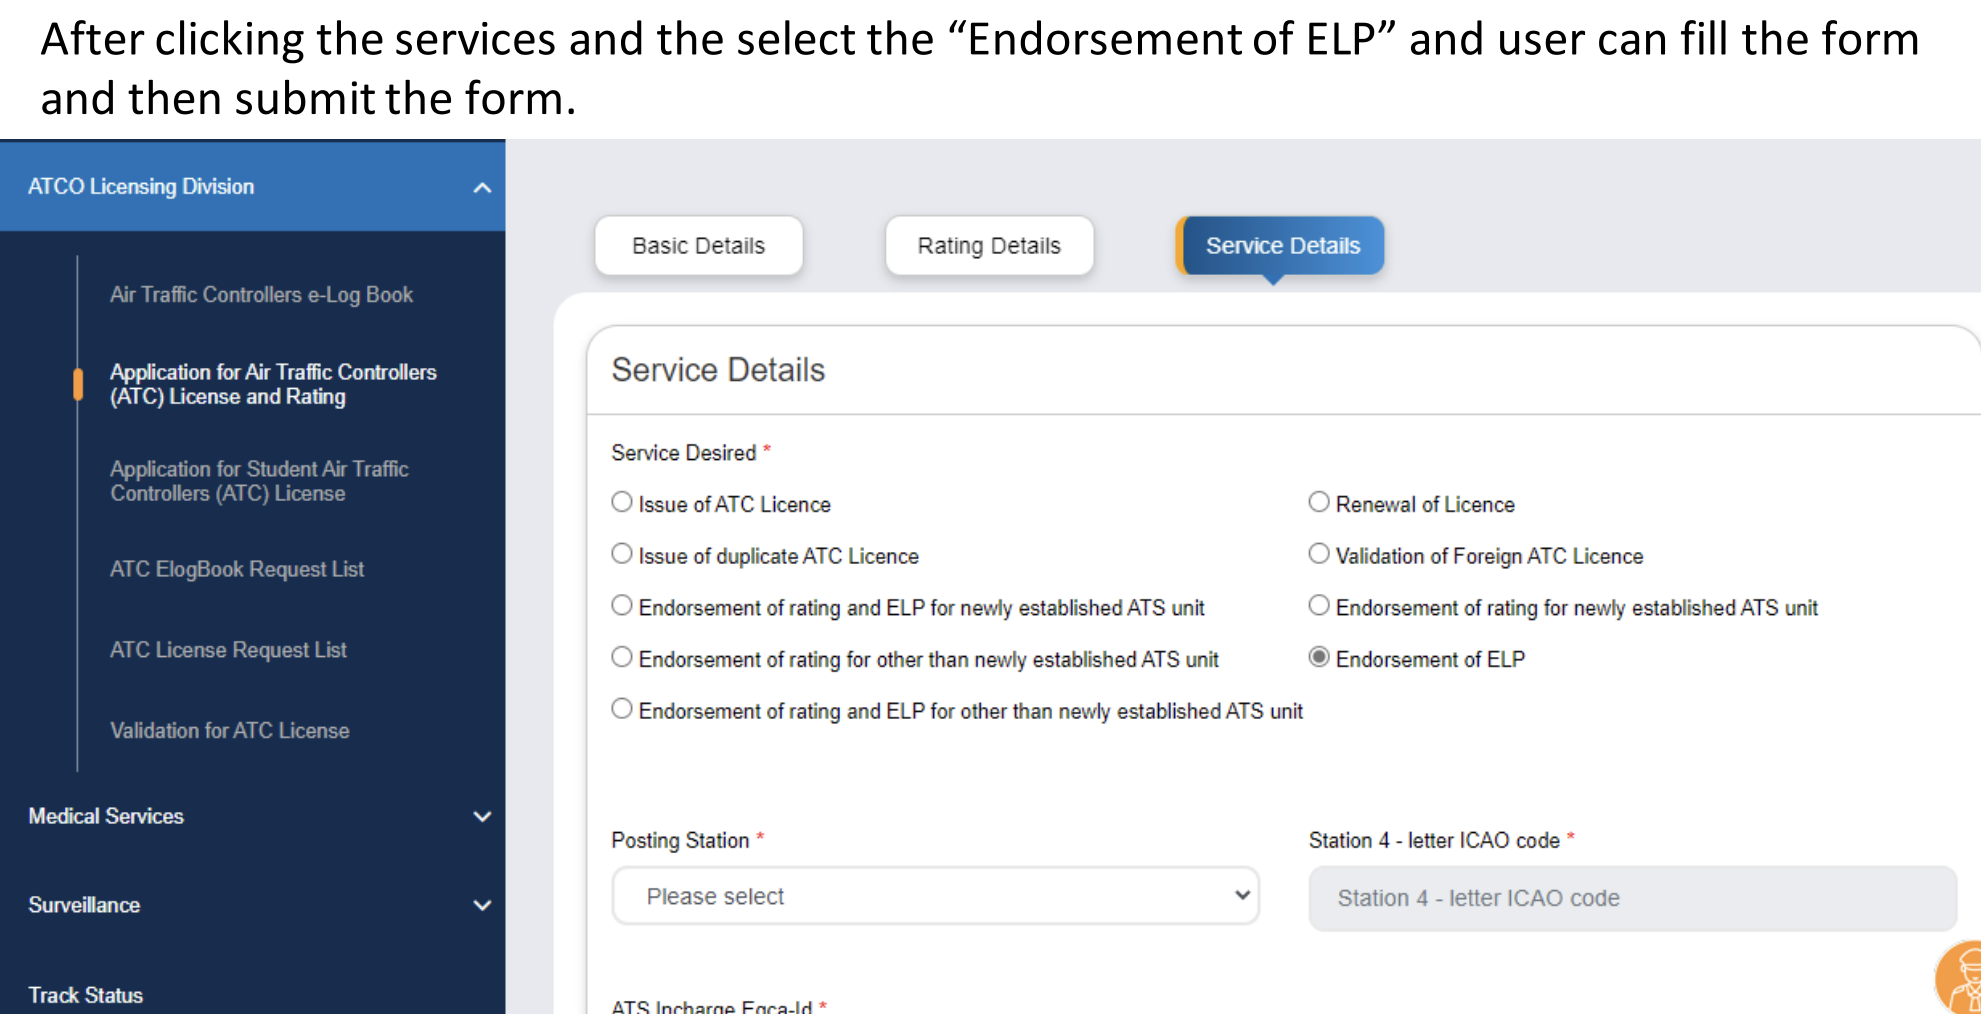 After clicking the services and the select the “Endorsement of ELP” and user can fill the form
and then submit the form.
ATCO Licensing Division
Air Traffic Controllers e-Log Book
Application for Air Traffic Controllers
(ATC) License and Rating
Application for Student Air Traffic
Controllers (ATC) License
ATC ElogBook Request List
ATC License Request List
Validation for ATC License
Medical Services
Surveillance
Track Status
Basic Details
Rating Details
Service Details
Service Details
Service Desired *
Issue of ATC Licence
Renewal of Licence
Issue of duplicate ATC Licence
Validation of Foreign ATC Licence
Endorsement of rating and ELP for newly established ATS unit
Endorsement of rating for newly established ATS unit
Endorsement of rating for other than newly established ATS unit
Endorsement of ELP
Endorsement of rating and ELP for other than newly established ATS unit
Posting Station *
Station 4 - letter ICAO code *
Please select
Station 4 - letter ICAO code
ATS Incharge Egca-Id *